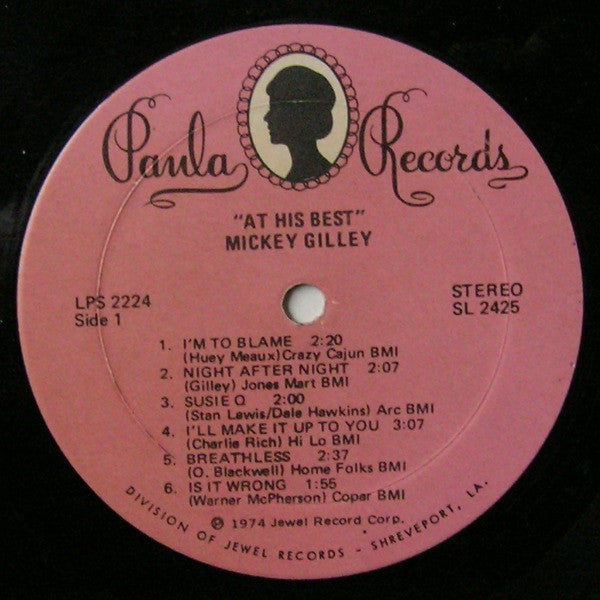 Paula Records
"AT HIS BEST"
MICKEY GILLEY
LPS 2224
Side 1
STEREO
SL 2425
1. I'M TO BLAME 2:20
(Huey Meaux)Crazy Cajun BMI
2. NIGHT AFTER NIGHT 2:07
(Gilley) Jones Mart BMI
3. SUSIE Q 2:00
(Stan Lewis/Dale Hawkins) Arc BMI
4. I'LL MAKE IT UP TO YOU 3:07
(Charlie Rich) Hi Lo BMI
5. BREATHLESS 2:37
(O. Blackwell) Home Folks BMI
6. IS IT WRONG 1:55
(Warner McPherson) Copar BMI
℗ 1974 Jewel Record Corp.
DIVISION OF JEWEL RECORDS - SHREVEPORT, LA.